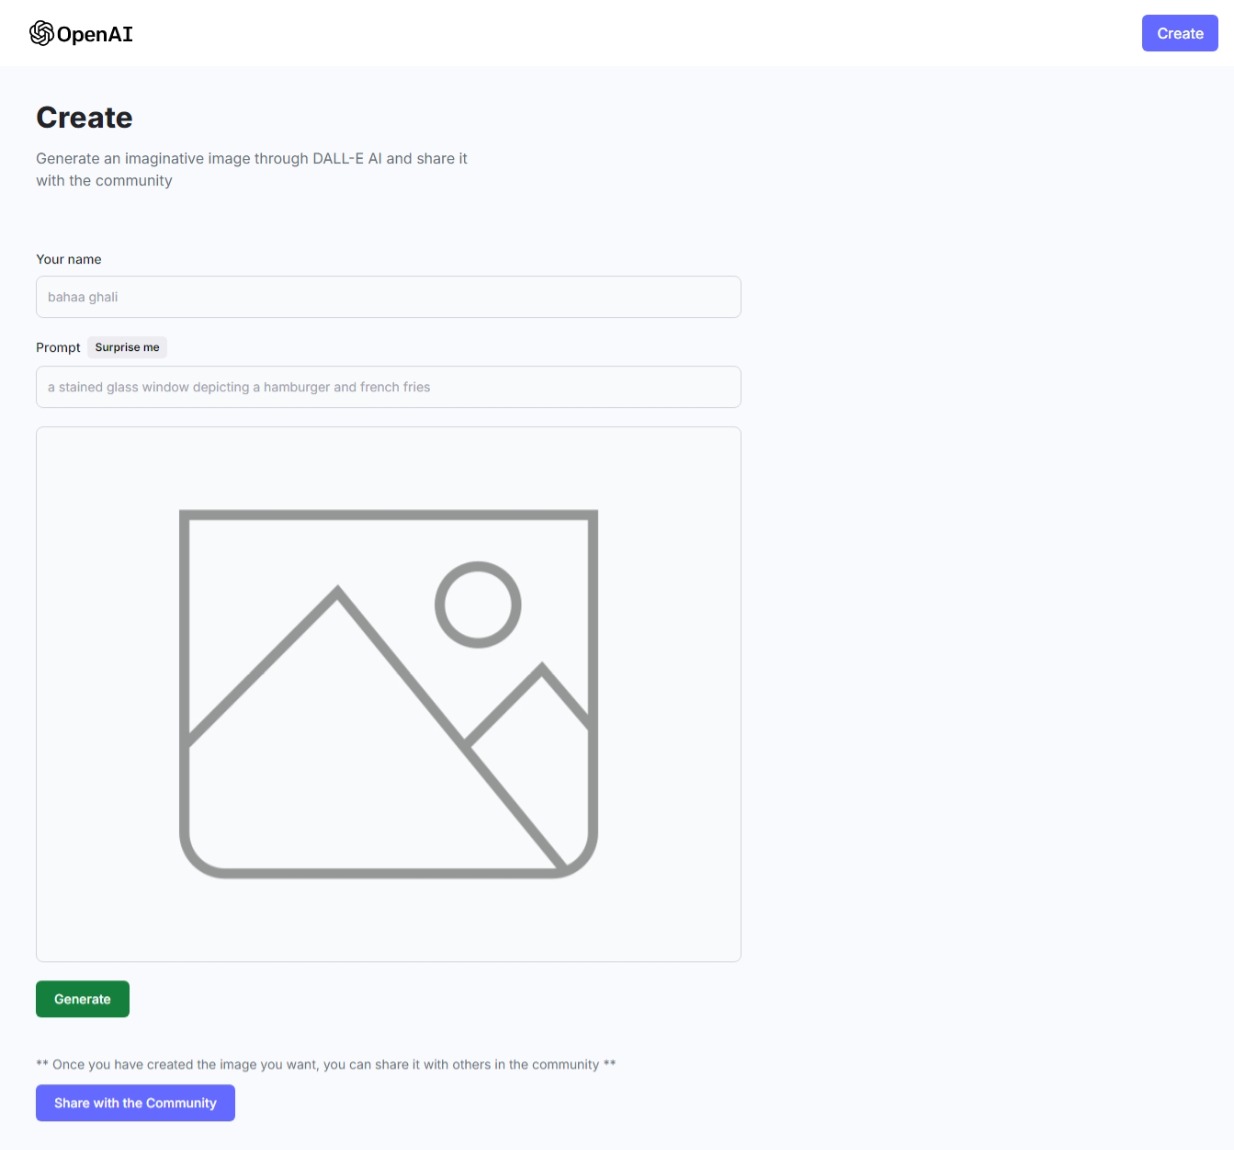 OpenAI
Create
Create
Generate an imaginative image through DALL-E AI and share it
with the community
Your name
bahaa ghali
Prompt Surprise me
a stained glass window depicting a hamburger and french fries
Generate
** Once you have created the image you want, you can share it with others in the community **
Share with the Community